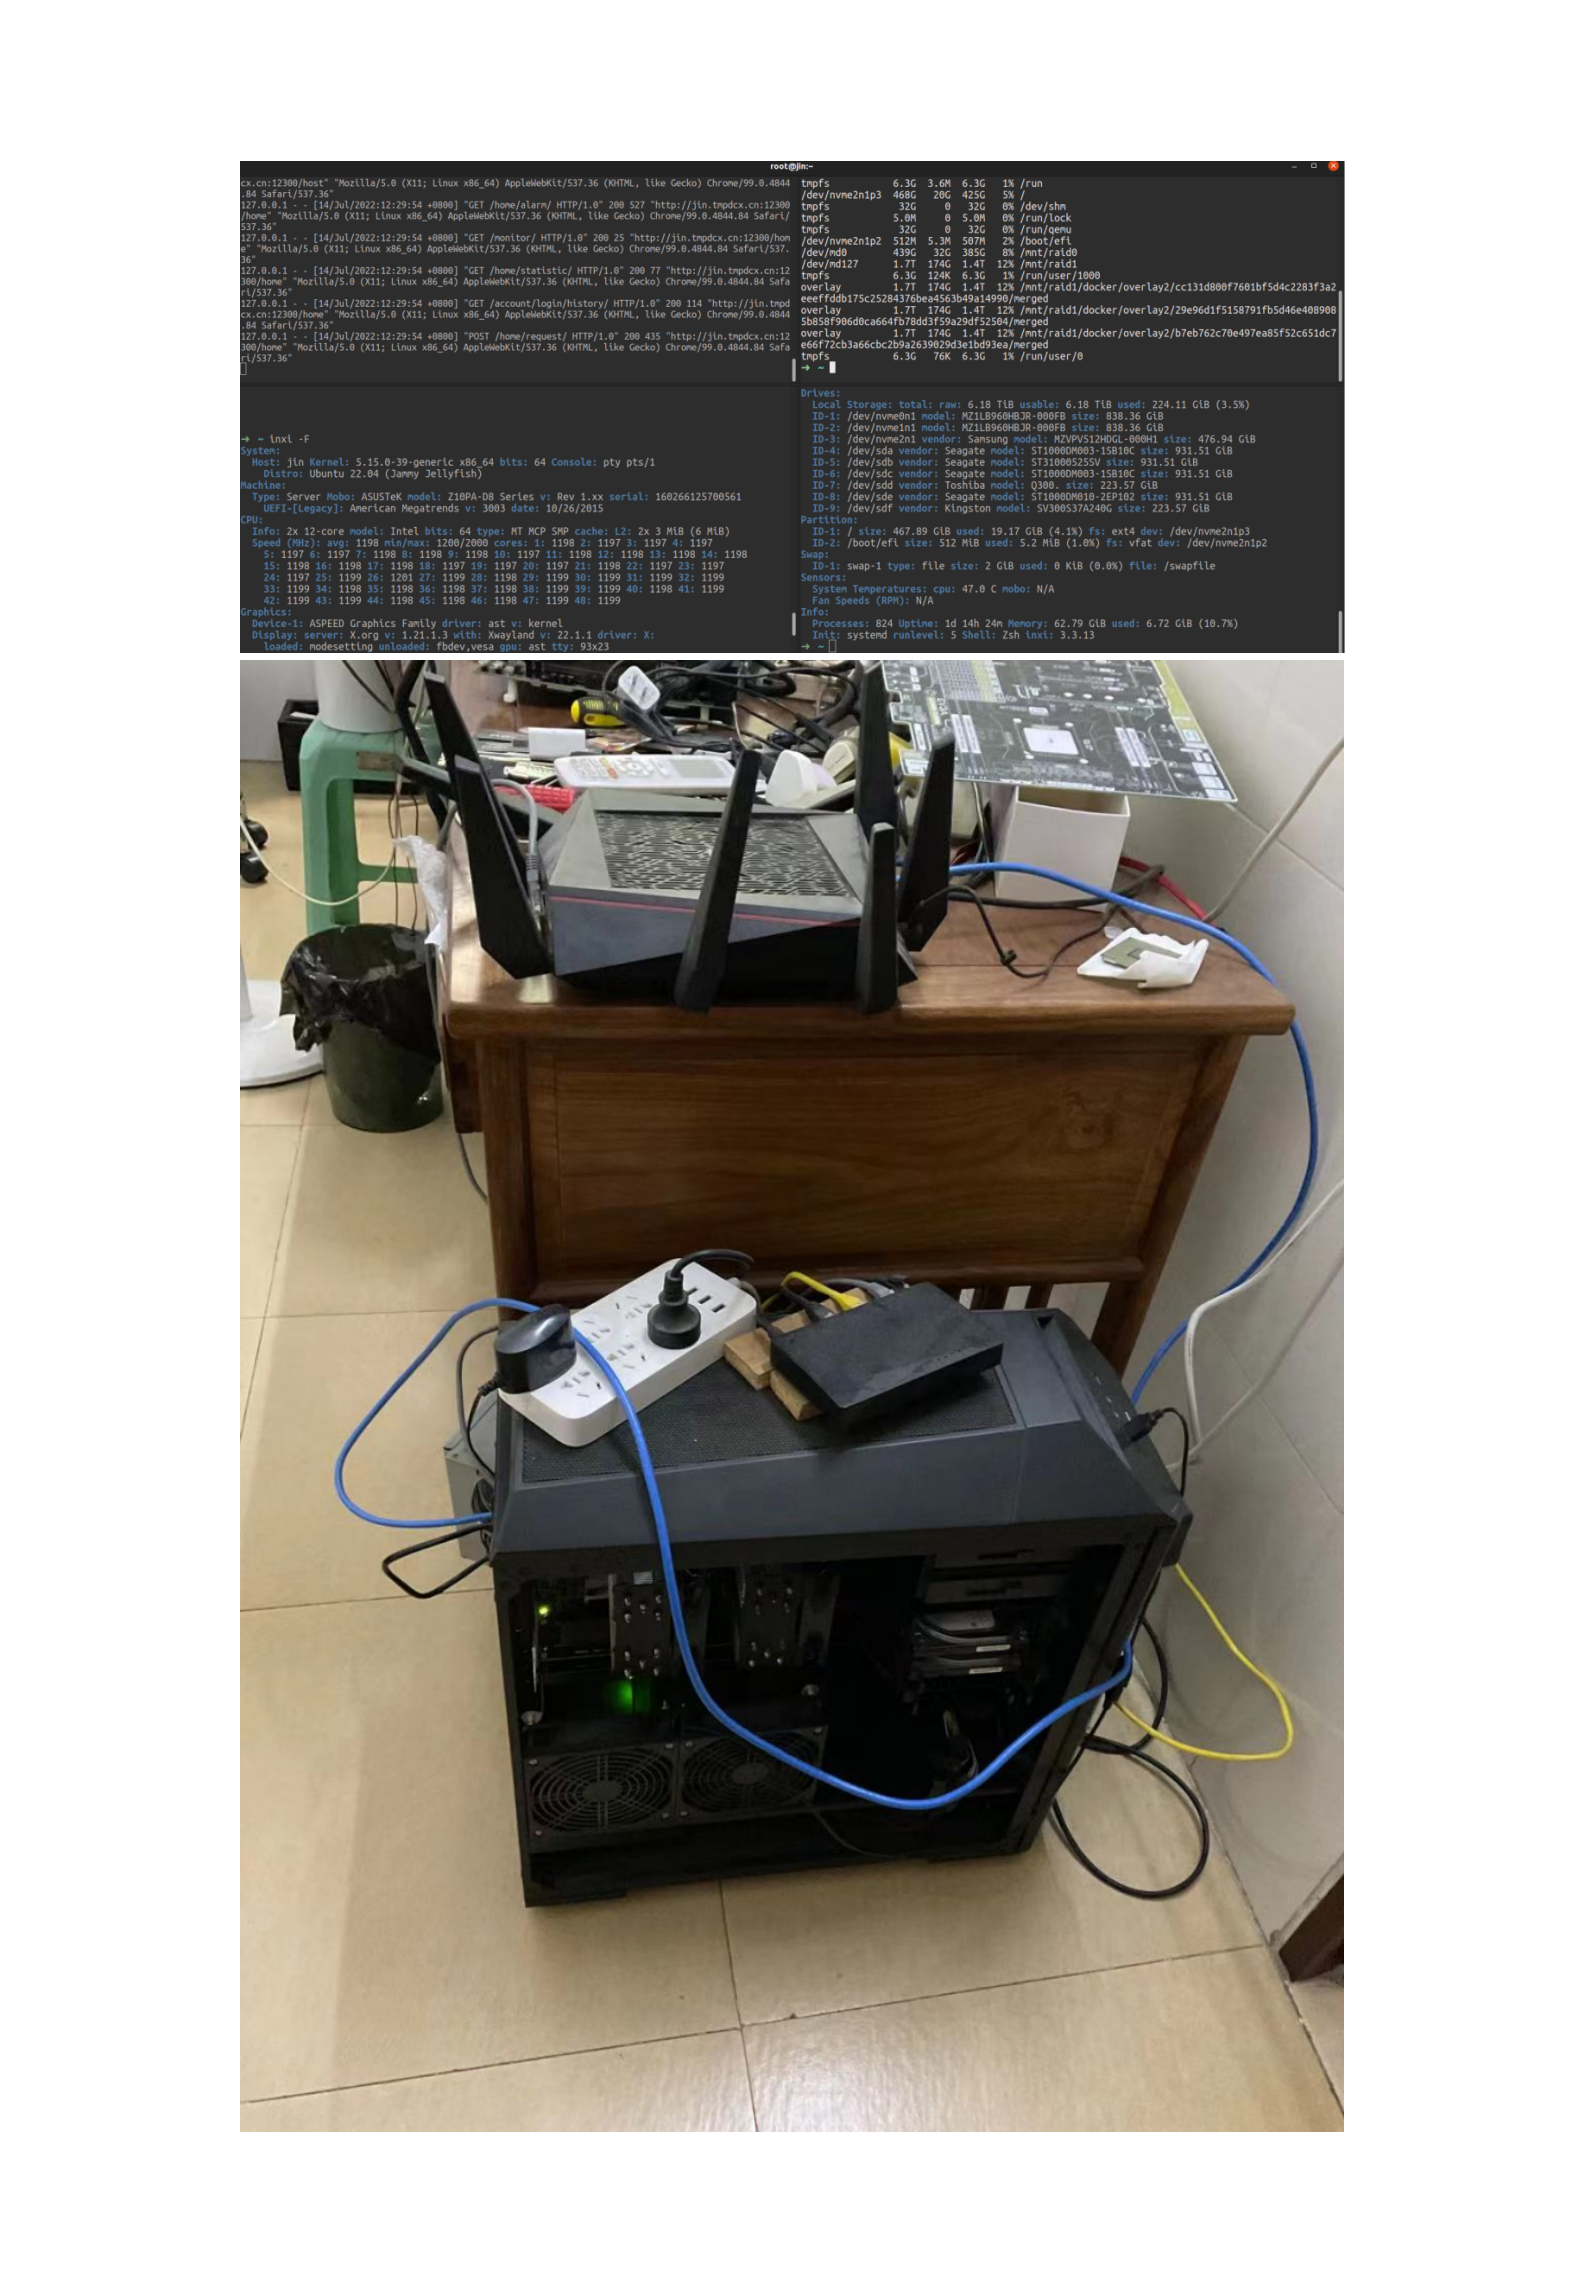 root@jin:~
cx.cn:12300/host" "Mozilla/5.0 (X11; Linux x86_64) AppleWebKit/537.36 (KHTML, like Gecko) Chrome/99.0.4844
.84 Safari/537.36"
127.0.0.1 - - [14/Jul/2022:12:29:54 +0800] "GET /home/alarm/ HTTP/1.0" 200 527 "http://jin.tmpdcx.cn:12300
/home" "Mozilla/5.0 (X11; Linux x86_64) AppleWebKit/537.36 (KHTML, like Gecko) Chrome/99.0.4844.84 Safari/
537.36"
127.0.0.1 - - [14/Jul/2022:12:29:54 +0800] "GET /monitor/ HTTP/1.0" 200 25 "http://jin.tmpdcx.cn:12300/hom
e" "Mozilla/5.0 (X11; Linux x86_64) AppleWebKit/537.36 (KHTML, like Gecko) Chrome/99.0.4844.84 Safari/537.
36"
127.0.0.1 - - [14/Jul/2022:12:29:54 +0800] "GET /home/statistic/ HTTP/1.0" 200 77 "http://jin.tmpdcx.cn:12
300/home" "Mozilla/5.0 (X11; Linux x86_64) AppleWebKit/537.36 (KHTML, like Gecko) Chrome/99.0.4844.84 Safa
ri/537.36"
127.0.0.1 - - [14/Jul/2022:12:29:54 +0800] "GET /account/login/history/ HTTP/1.0" 200 114 "http://jin.tmpd
cx.cn:12300/home" "Mozilla/5.0 (X11; Linux x86_64) AppleWebKit/537.36 (KHTML, like Gecko) Chrome/99.0.4844
.84 Safari/537.36"
127.0.0.1 - - [14/Jul/2022:12:29:54 +0800] "POST /home/request/ HTTP/1.0" 200 435 "http://jin.tmpdcx.cn:12
300/home" "Mozilla/5.0 (X11; Linux x86_64) AppleWebKit/537.36 (KHTML, like Gecko) Chrome/99.0.4844.84 Safa
ri/537.36"
tmpfs 6.3G 3.6M 6.3G 1% /run
/dev/nvme2n1p3 468G 20G 425G 5% /
tmpfs 32G 0 32G 0% /dev/shm
tmpfs 5.0M 0 5.0M 0% /run/lock
tmpfs 32G 0 32G 0% /run/qemu
/dev/nvme2n1p2 512M 5.3M 507M 2% /boot/efi
/dev/md0 439G 32G 385G 8% /mnt/raid0
/dev/md127 1.7T 174G 1.4T 12% /mnt/raid1
tmpfs 6.3G 124K 6.3G 1% /run/user/1000
overlay 1.7T 174G 1.4T 12% /mnt/raid1/docker/overlay2/cc131d800f7601bf5d4c2283f3a2
eeeffddb175c25284376bea4563b49a14990/merged
overlay 1.7T 174G 1.4T 12% /mnt/raid1/docker/overlay2/29e96d1f5158791fb5d46e408908
5b858f906d0ca664fb78dd3f59a29df52504/merged
overlay 1.7T 174G 1.4T 12% /mnt/raid1/docker/overlay2/b7eb762c70e497ea85f52c651dc7
e66f72cb3a66cbc2b9a2639029d3e1bd93ea/merged
tmpfs 6.3G 76K 6.3G 1% /run/user/0
→ ~
→ ~ inxi -F
System:
Host: jin Kernel: 5.15.0-39-generic x86_64 bits: 64 Console: pty pts/1
Distro: Ubuntu 22.04 (Jammy Jellyfish)
Machine:
Type: Server Mobo: ASUSTeK model: Z10PA-D8 Series v: Rev 1.xx serial: 160266125700561
UEFI-[Legacy]: American Megatrends v: 3003 date: 10/26/2015
CPU:
Info: 2x 12-core model: Intel bits: 64 type: MT MCP SMP cache: L2: 2x 3 MiB (6 MiB)
Speed (MHz): avg: 1198 min/max: 1200/2000 cores: 1: 1198 2: 1197 3: 1197 4: 1197
5: 1197 6: 1197 7: 1198 8: 1198 9: 1198 10: 1197 11: 1198 12: 1198 13: 1198 14: 1198
15: 1198 16: 1198 17: 1198 18: 1197 19: 1197 20: 1197 21: 1198 22: 1197 23: 1197
24: 1197 25: 1199 26: 1201 27: 1199 28: 1198 29: 1199 30: 1199 31: 1199 32: 1199
33: 1199 34: 1198 35: 1198 36: 1198 37: 1198 38: 1199 39: 1199 40: 1198 41: 1199
42: 1199 43: 1199 44: 1198 45: 1198 46: 1198 47: 1199 48: 1199
Graphics:
Device-1: ASPEED Graphics Family driver: ast v: kernel
Display: server: X.org v: 1.21.1.3 with: Xwayland v: 22.1.1 driver: X:
loaded: modesetting unloaded: fbdev,vesa gpu: ast tty: 93x23
Drives:
Local Storage: total: raw: 6.18 TiB usable: 6.18 TiB used: 224.11 GiB (3.5%)
ID-1: /dev/nvme0n1 model: MZ1LB960HBJR-000FB size: 838.36 GiB
ID-2: /dev/nvme1n1 model: MZ1LB960HBJR-000FB size: 838.36 GiB
ID-3: /dev/nvme2n1 vendor: Samsung model: MZVPV512HDGL-000H1 size: 476.94 GiB
ID-4: /dev/sda vendor: Seagate model: ST1000DM003-1SB10C size: 931.51 GiB
ID-5: /dev/sdb vendor: Seagate model: ST31000525SV size: 931.51 GiB
ID-6: /dev/sdc vendor: Seagate model: ST1000DM003-1SB10C size: 931.51 GiB
ID-7: /dev/sdd vendor: Toshiba model: Q300. size: 223.57 GiB
ID-8: /dev/sde vendor: Seagate model: ST1000DM010-2EP102 size: 931.51 GiB
ID-9: /dev/sdf vendor: Kingston model: SV300S37A240G size: 223.57 GiB
Partition:
ID-1: / size: 467.89 GiB used: 19.17 GiB (4.1%) fs: ext4 dev: /dev/nvme2n1p3
ID-2: /boot/efi size: 512 MiB used: 5.2 MiB (1.0%) fs: vfat dev: /dev/nvme2n1p2
Swap:
ID-1: swap-1 type: file size: 2 GiB used: 0 KiB (0.0%) file: /swapfile
Sensors:
System Temperatures: cpu: 47.0 C mobo: N/A
Fan Speeds (RPM): N/A
Info:
Processes: 824 Uptime: 1d 14h 24m Memory: 62.79 GiB used: 6.72 GiB (10.7%)
Init: systemd runlevel: 5 Shell: Zsh inxi: 3.3.13
→ ~